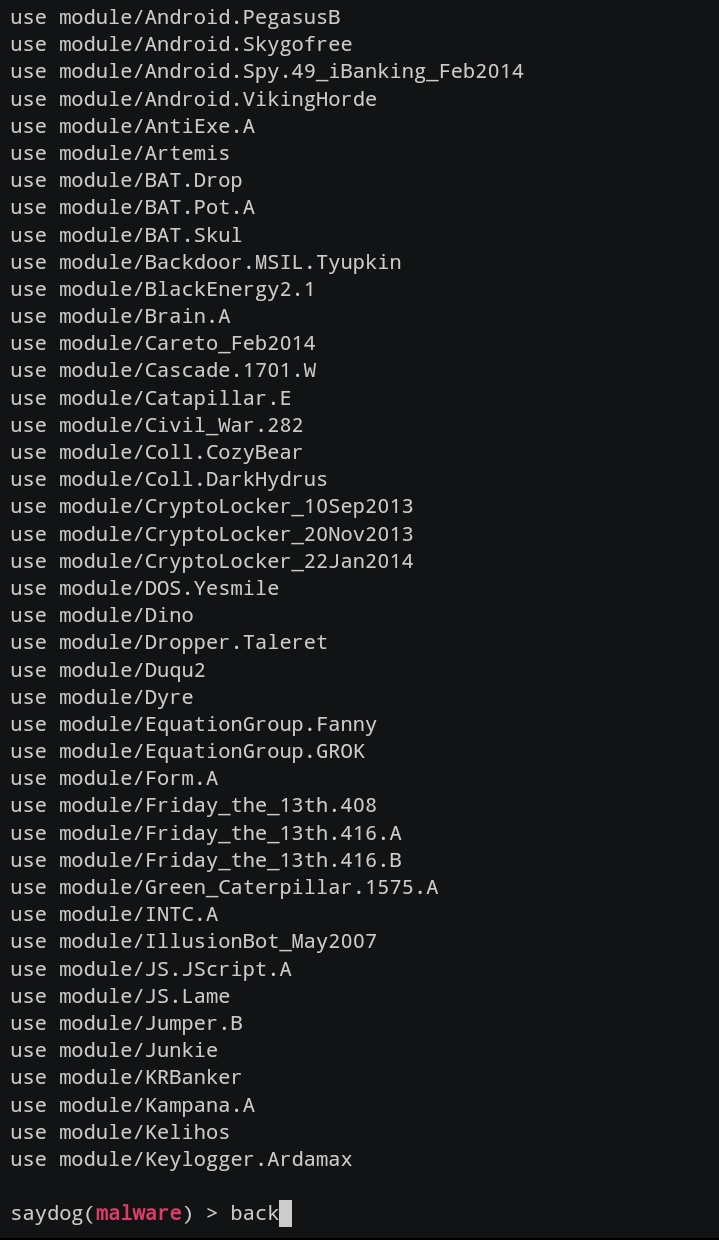 use module/Android.PegasusB
use module/Android.Skygofree
use module/Android.Spy.49_iBanking_Feb2014
use module/Android.VikingHorde
use module/AntiExe.A
use module/Artemis
use module/BAT.Drop
use module/BAT.Pot.A
use module/BAT.Skul
use module/Backdoor.MSIL.Tyupkin
use module/BlackEnergy2.1
use module/Brain.A
use module/Careto_Feb2014
use module/Cascade.1701.W
use module/Catapillar.E
use module/Civil_War.282
use module/Coll.CozyBear
use module/Coll.DarkHydrus
use module/CryptoLocker_10Sep2013
use module/CryptoLocker_20Nov2013
use module/CryptoLocker_22Jan2014
use module/DOS.Yesmile
use module/Dino
use module/Dropper.Taleret
use module/Duqu2
use module/Dyre
use module/EquationGroup.Fanny
use module/EquationGroup.GROK
use module/Form.A
use module/Friday_the_13th.408
use module/Friday_the_13th.416.A
use module/Friday_the_13th.416.B
use module/Green_Caterpillar.1575.A
use module/INTC.A
use module/IllusionBot_May2007
use module/JS.JScript.A
use module/JS.Lame
use module/Jumper.B
use module/Junkie
use module/KRBanker
use module/Kampana.A
use module/Kelihos
use module/Keylogger.Ardamax
saydog(malware) > back